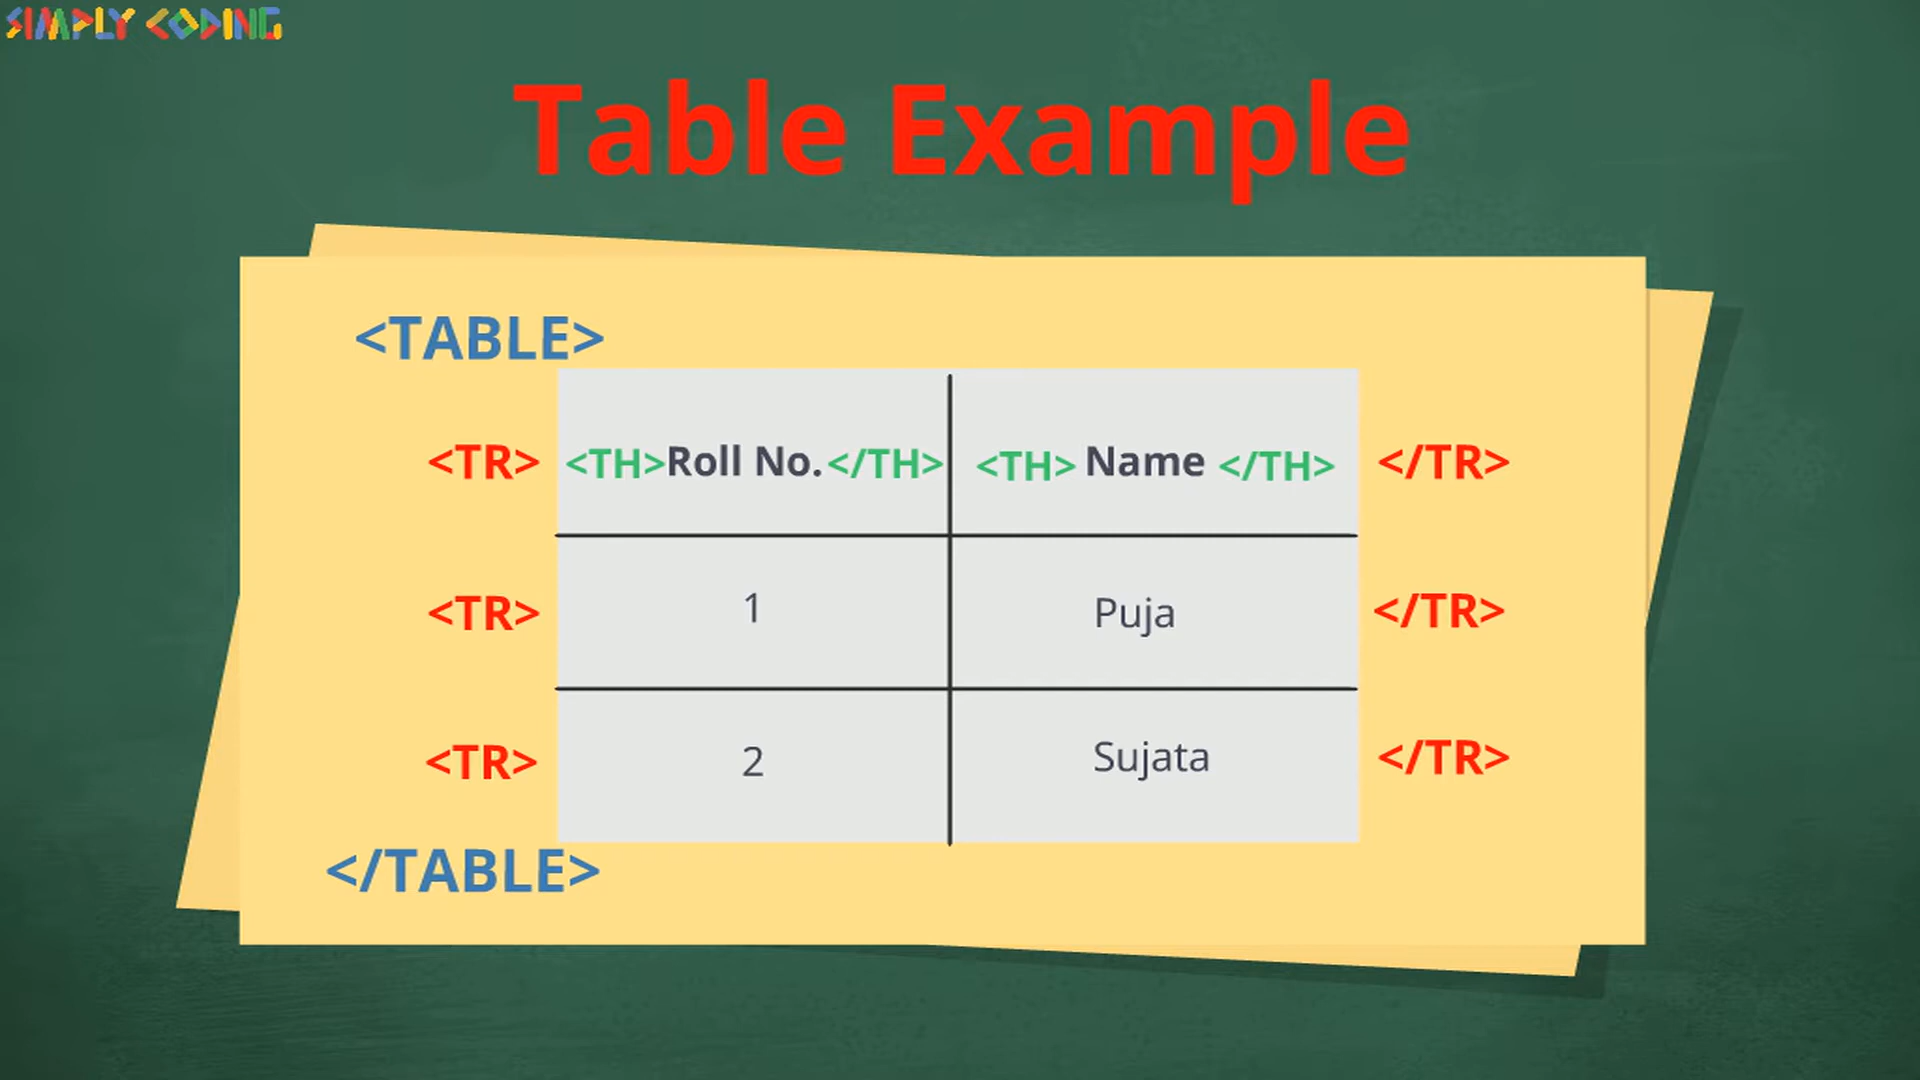 SIMPLY CODING
Table Example
<TABLE>
<TR> <TH>Roll No.</TH> <TH> Name </TH> </TR>
<TR> 1 Puja </TR>
<TR> 2 Sujata </TR>
</TABLE>